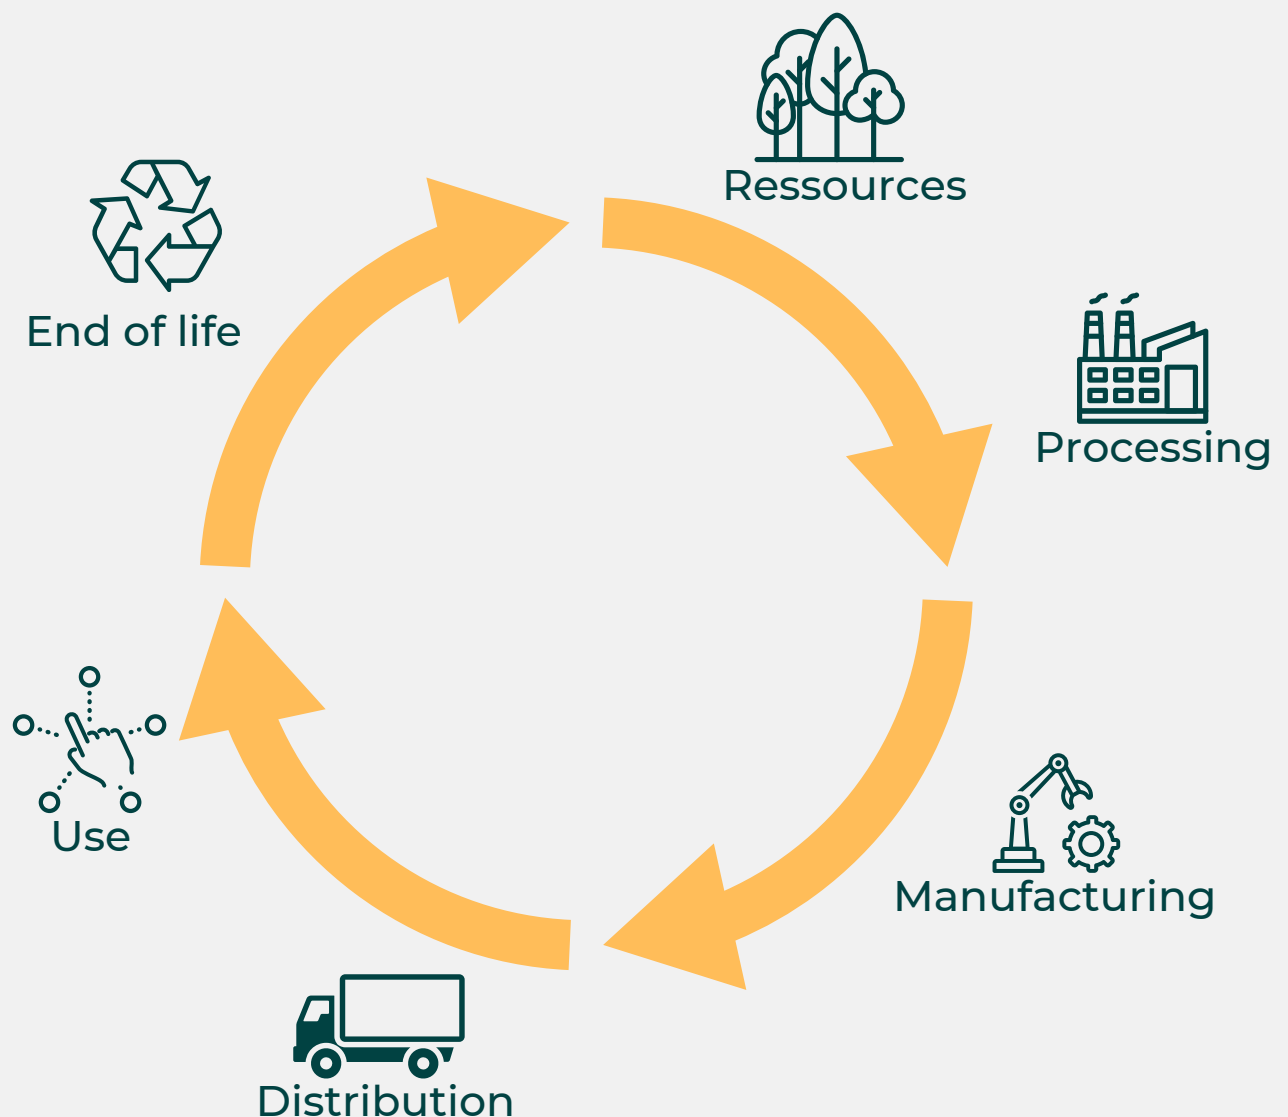 Ressources
Processing
Manufacturing
Distribution
Use
End of life